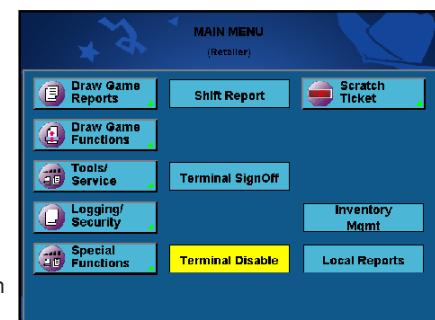 MAIN MENU
(Retailer)
Draw Game
Reports
Shift Report
Scratch
Ticket
Draw Game
Functions
Tools/
Service
Terminal SignOff
Logging/
Security
Inventory
Mqmt
Special
Functions
Terminal Disable
Local Reports